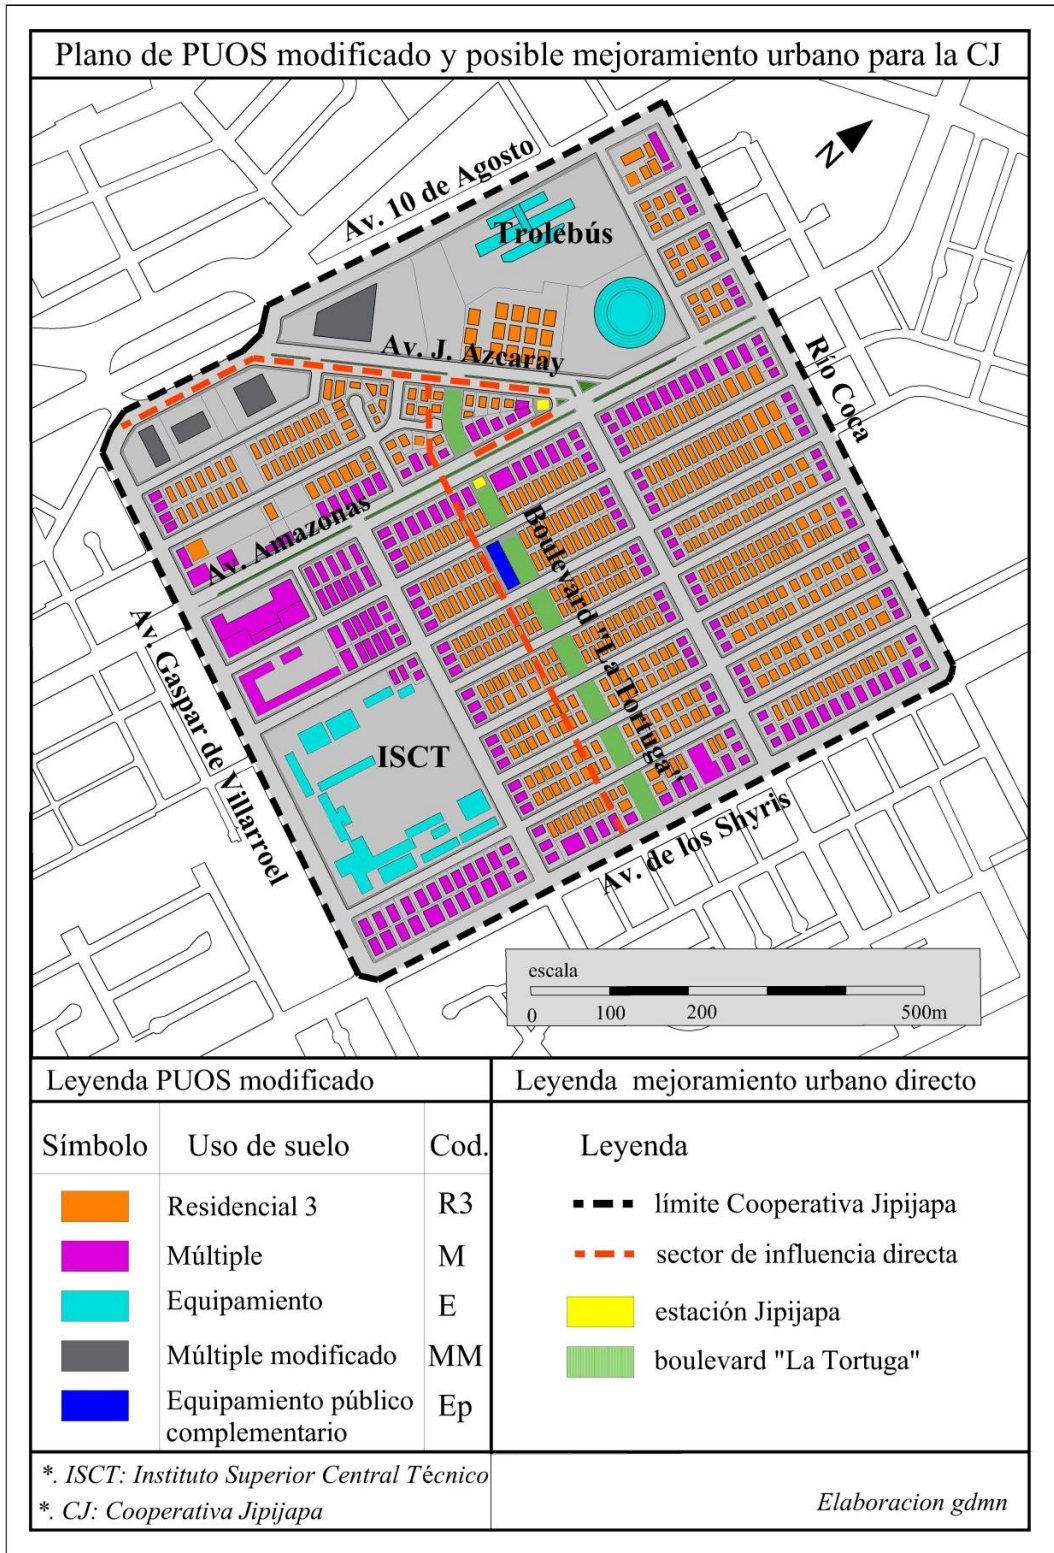 Plano de PUOS modificado y posible mejoramiento urbano para la CJ
Av. 10 de Agosto
N
Trolebús
Av. J. Azcaray
Río Coca
Av. Amazonas
Boulevard "La Tortuga"
Av. Gaspar de Villarroel
ISCT
Av. de los Shyris
escala
0 100 200 500m
Leyenda PUOS modificado
Símbolo Uso de suelo Cod.
Residencial 3 R3
Múltiple M
Equipamiento E
Múltiple modificado MM
Equipamiento público Ep
complementario
Leyenda mejoramiento urbano directo
Leyenda
límite Cooperativa Jipijapa
sector de influencia directa
estación Jipijapa
boulevard "La Tortuga"
*. ISCT: Instituto Superior Central Técnico
*. CJ: Cooperativa Jipijapa
Elaboracion gdmn